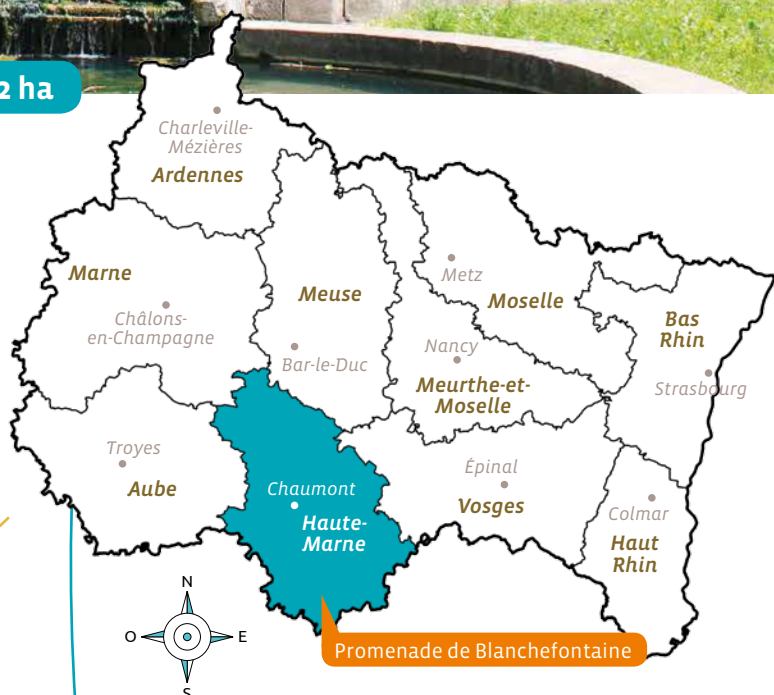 2 ha
Charleville-
Mézières
Ardennes
Marne
Châlons-
en-Champagne
Meuse
Bar-le-Duc
Metz
Moselle
Nancy
Meurthe-et-
Moselle
Bas
Rhin
Strasbourg
Troyes
Aube
Chaumont
Haute-
Marne
Épinal
Vosges
Colmar
Haut
Rhin
N
O
E
S
Promenade de Blanchefontaine